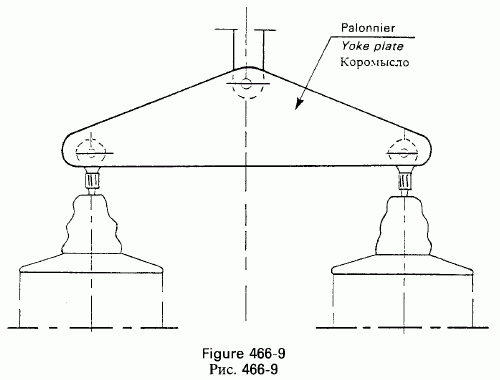 Palonnier
Yoke plate
Коромысло
Figure 466-9
Рис. 466-9